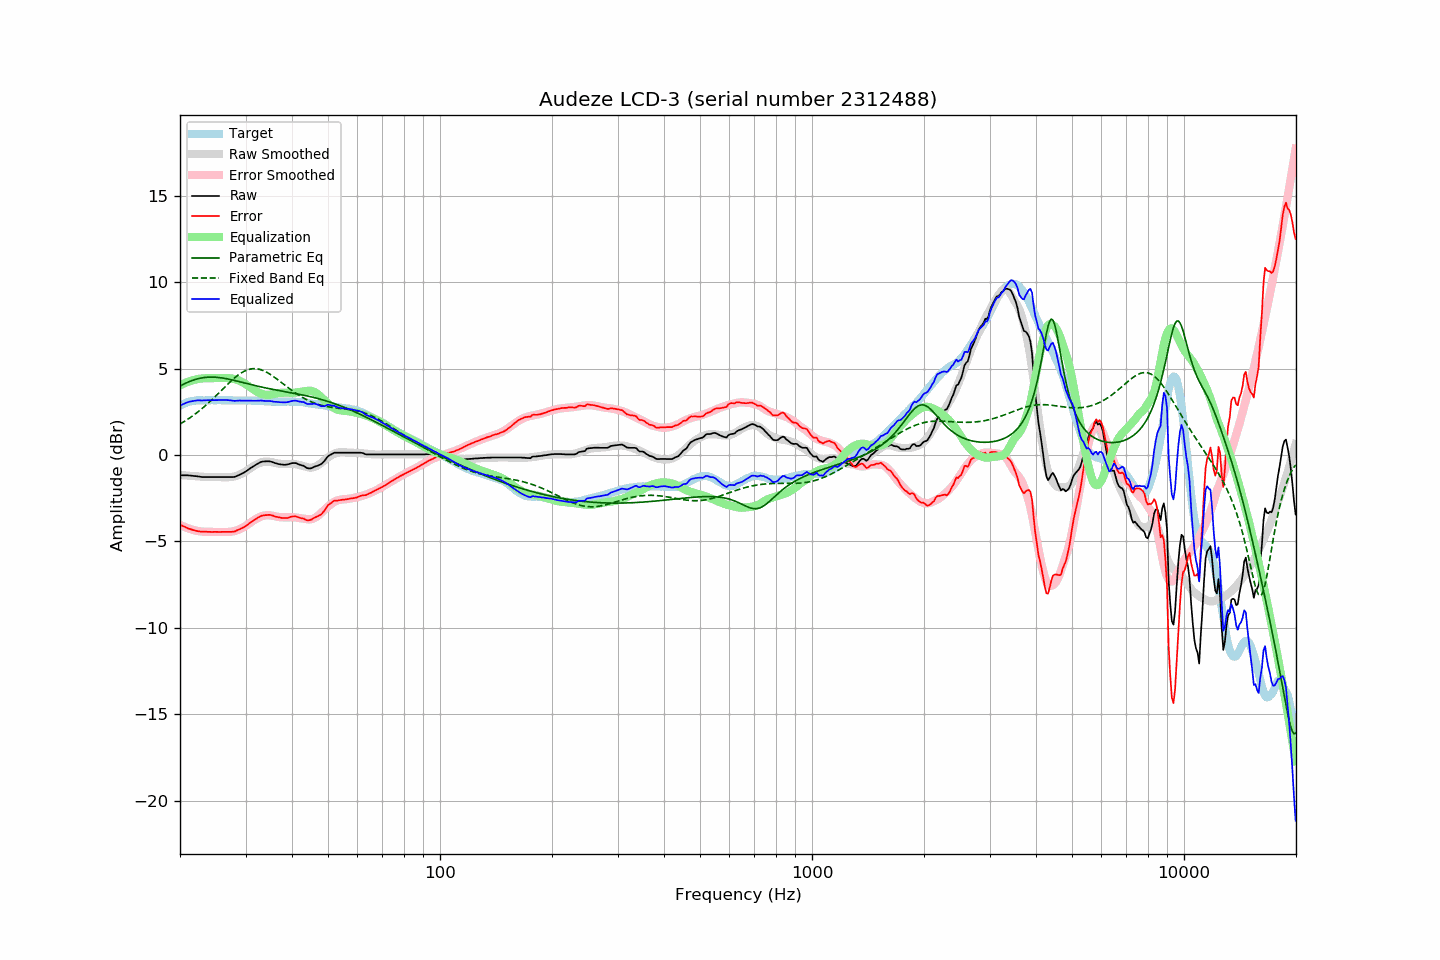 Audeze LCD-3 (serial number 2312488)
Target
Raw Smoothed
Error Smoothed
Raw
Error
Equalization
Parametric Eq
Fixed Band Eq
Equalized
15
10
5
0
−5
−10
−15
−20
Amplitude (dBr)
100
1000
10000
Frequency (Hz)